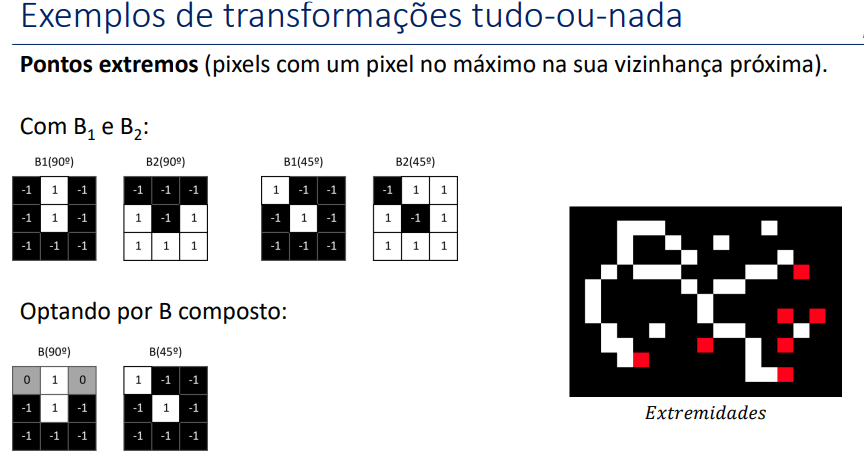 Exemplos de transformações tudo-ou-nada
Pontos extremos (pixels com um pixel no máximo na sua vizinhança próxima).
Com B1 e B2:
B1(90º) B2(90º) B1(45º) B2(45º)
-1 1 -1 -1 -1 -1 1 -1 -1 -1 1 1
-1 1 -1 1 -1 1 -1 1 -1 1 -1 1
-1 -1 -1 1 1 1 -1 -1 -1 1 1 1
Optando por B composto:
B(90º) B(45º)
0 1 0 1 -1 -1
-1 1 -1 -1 1 -1
-1 -1 -1 -1 -1 -1
Extremidades